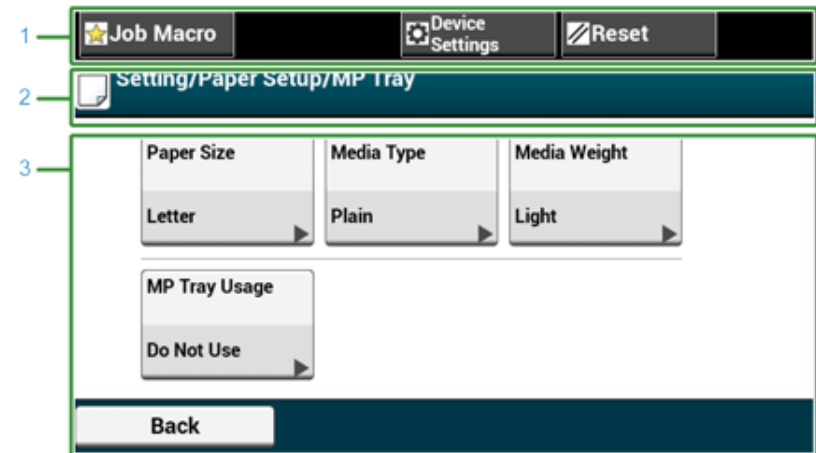 1
Job Macro
Device
Settings
Reset
2
Setting/Paper Setup/MP Tray
3
Paper Size
Media Type
Media Weight
Letter
Plain
Light
MP Tray Usage
Do Not Use
Back